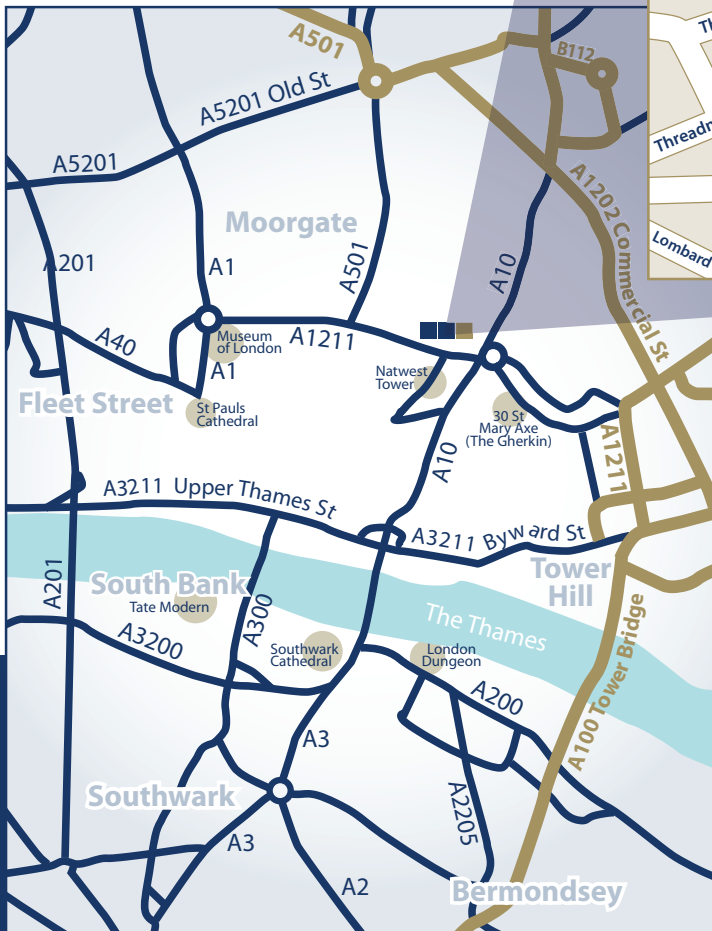 A501
B112
Th
A5201 Old St
Threadn
A5201
A1202 Commercial St
Moorgate
Lombard
A201
A1
A501
A10
A40
Museum
of London
A1211
A1
Natwest
Tower
Fleet Street
St Pauls
Cathedral
30 St
Mary Axe
(The Gherkin)
A1211
A10
A3211 Upper Thames St
A3211 Byward St
A201
South Bank
Tate Modern
Tower
Hill
A300
The Thames
A3200
Southwark
Cathedral
London
Dungeon
A100 Tower Bridge
A200
A3
Southwark
A2205
A3
A2
Bermondsey